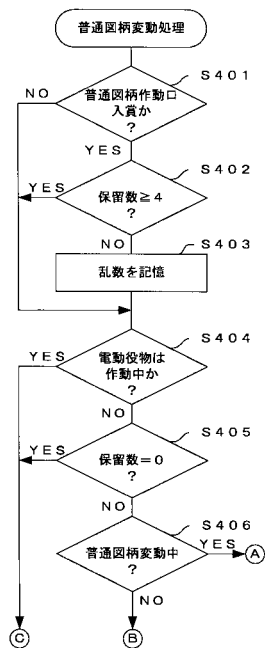 普通図柄変動処理
S401
NO
普通図柄作動口
入賞か
?
YES
S402
YES
保留数≧4
?
NO
S403
乱数を記憶
S404
YES
電動役物は
作動中か
?
NO
S405
YES
保留数=0
?
NO
S406
普通図柄変動中
?
YES
A
NO
C
B